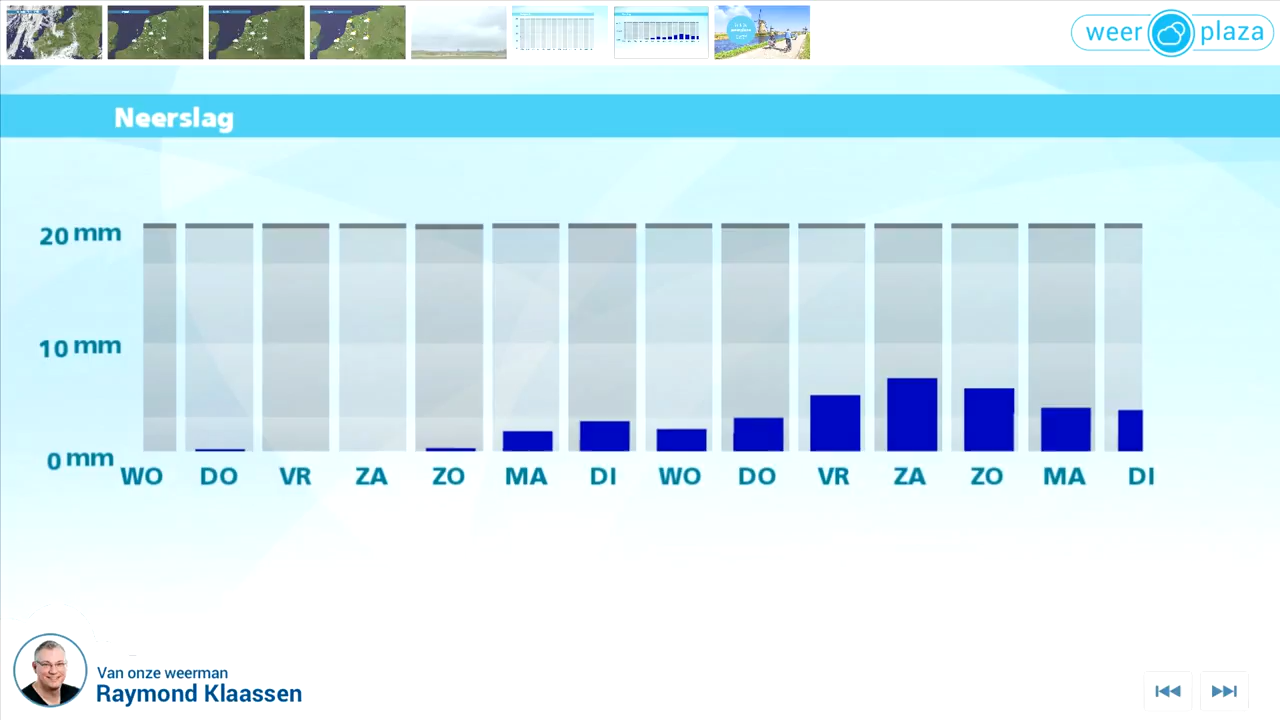 weer plaza
Neerslag
20 mm
10 mm
0 mm
WO DO VR ZA ZO MA DI WO DO VR ZA ZO MA DI
Van onze weerman
Raymond Klaassen